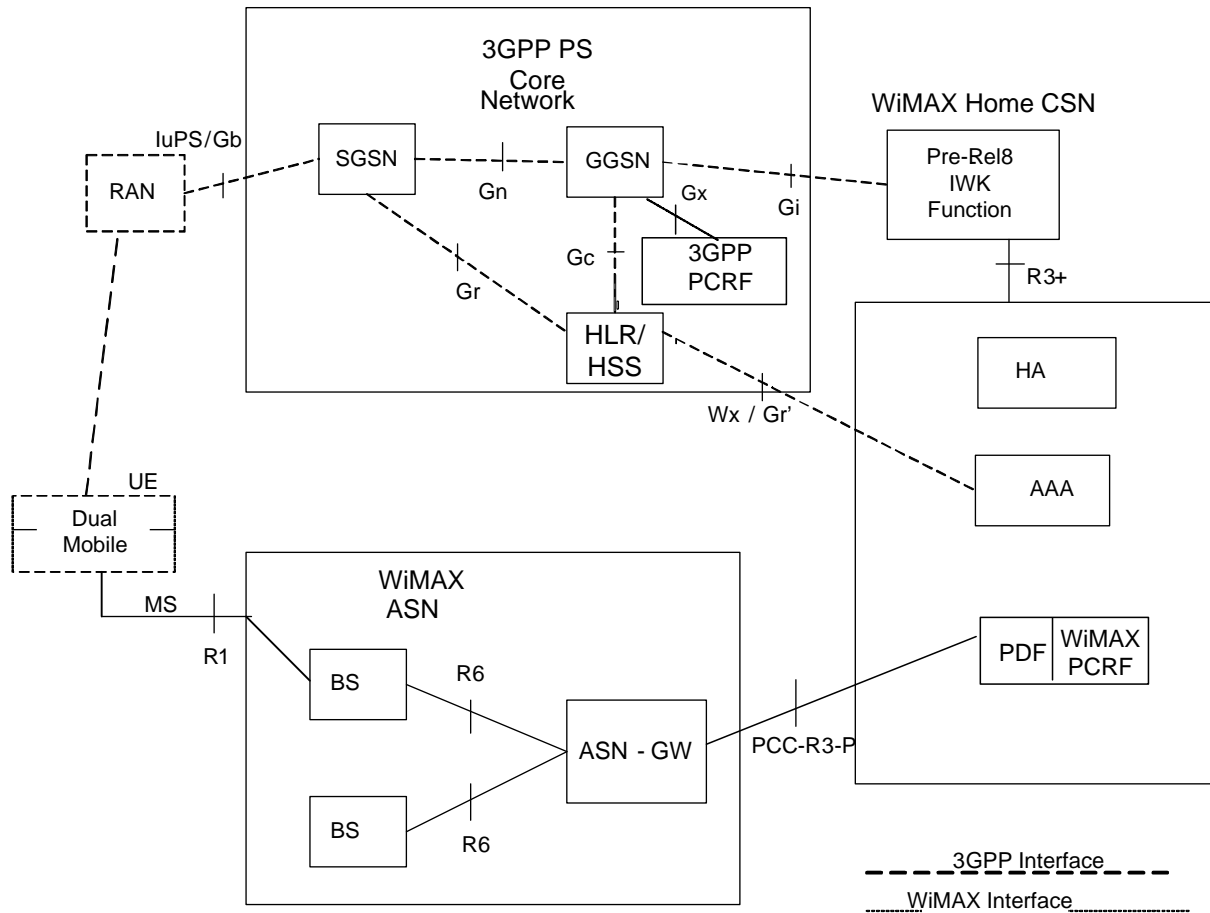 3GPP PS
Core
Network
WiMAX Home CSN
IuPS/Gb
RAN
SGSN
GGSN
Pre-Rel8
IWK
Function
Gn
Gx
Gi
Gr
Gc
3GPP
PCRF
R3+
HLR/
HSS
HA
Wx / Gr’
AAA
UE
Dual
Mobile
MS
R1
WiMAX
ASN
BS
R6
ASN - GW
PDF
WiMAX
PCRF
PCC-R3-P
BS
R6
3GPP Interface
WiMAX Interface